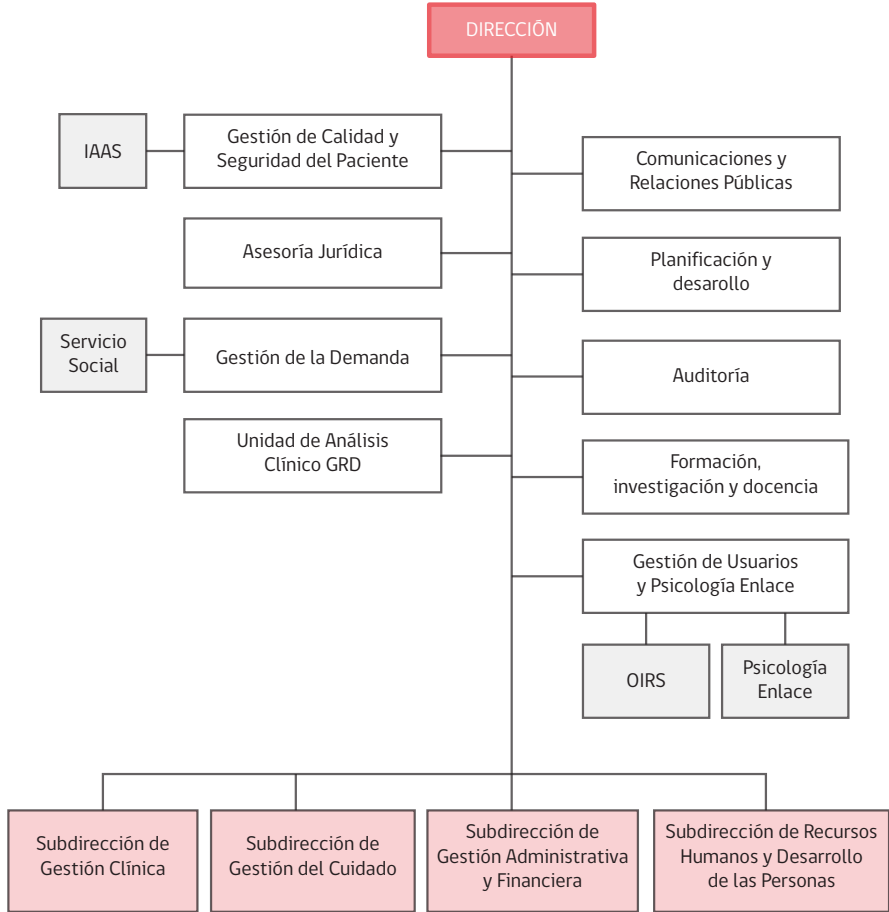 DIRECCIÓN
IAAS
Gestión de Calidad y
Seguridad del Paciente
Comunicaciones y
Relaciones Públicas
Asesoría Jurídica
Planificación y
desarollo
Servicio
Social
Gestión de la Demanda
Auditoría
Unidad de Análisis
Clínico GRD
Formación,
investigación y docencia
Gestión de Usuarios
y Psicología Enlace
OIRS
Psicología
Enlace
Subdirección de
Gestión Clínica
Subdirección de
Gestión del Cuidado
Subdirección de
Gestión Administrativa
y Financiera
Subdirección de Recursos
Humanos y Desarrollo
de las Personas